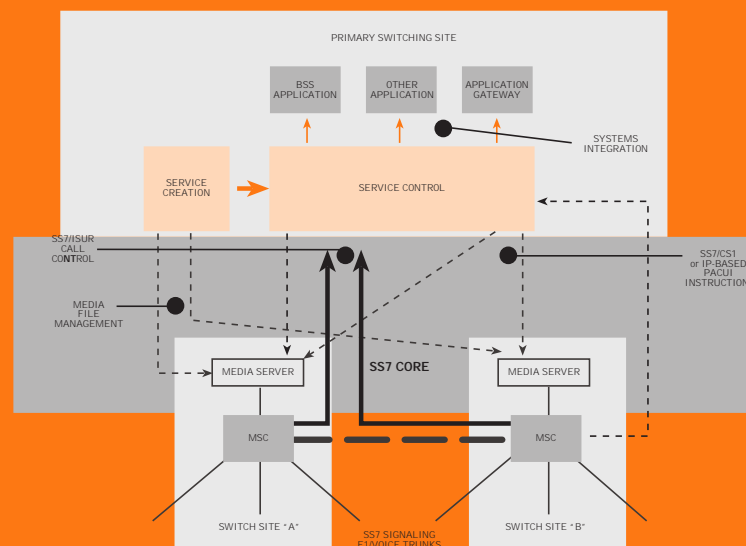 PRIMARY SWITCHING SITE
BSS
APPLICATION
OTHER
APPLICATION
APPLICATION
GATEWAY
SYSTEMS
INTEGRATION
SERVICE
CREATION
SERVICE CONTROL
SS7/ISUR
CALL
CONTROL
SS7/CS1
or IP-BASED
PACUI
INSTRUCTION
MEDIA
FILE
MANAGEMENT
MEDIA SERVER
SS7 CORE
MEDIA SERVER
MSC
MSC
SWITCH SITE "A"
SS7 SIGNALING
E1/VOICE TRUNKS
SWITCH SITE "B"